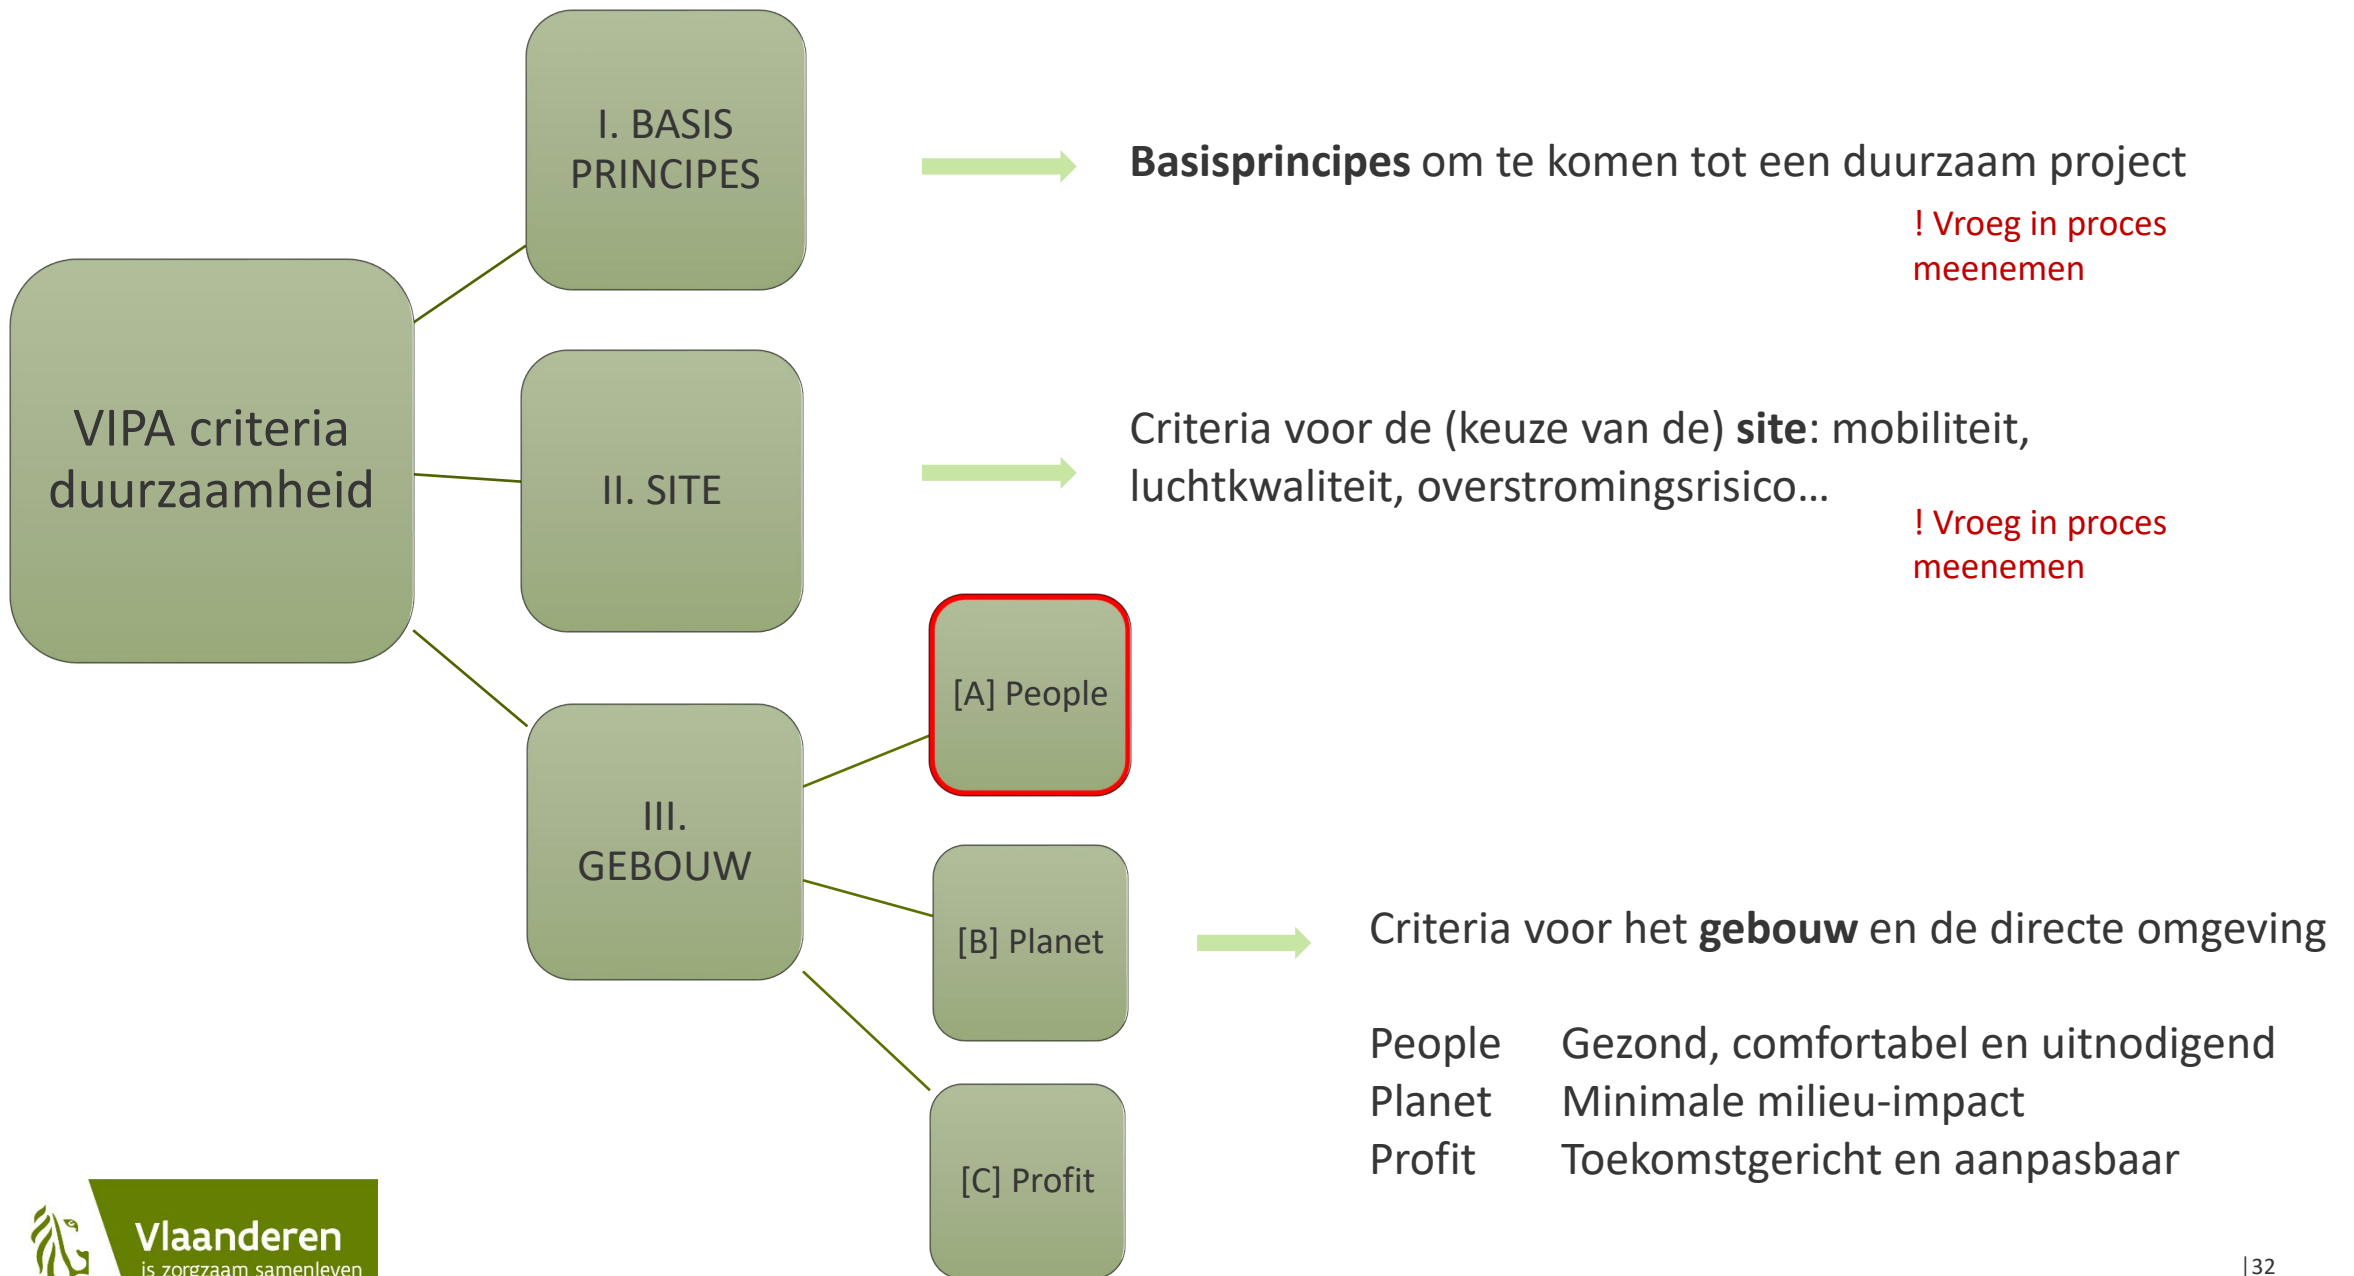 I. BASIS
PRINCIPES
Basisprincipes om te komen tot een duurzaam project
! Vroeg in proces
meenemen
VIPA criteria
duurzaamheid
II. SITE
Criteria voor de (keuze van de) site: mobiliteit,
luchtkwaliteit, overstromingsrisico...
! Vroeg in proces
meenemen
[A] People
III.
GEBOUW
[B] Planet
Criteria voor het gebouw en de directe omgeving
People Gezond, comfortabel en uitnodigend
Planet Minimale milieu-impact
Profit Toekomstgericht en aanpasbaar
[C] Profit
Vlaanderen
is zorgzaam samenleven
|32